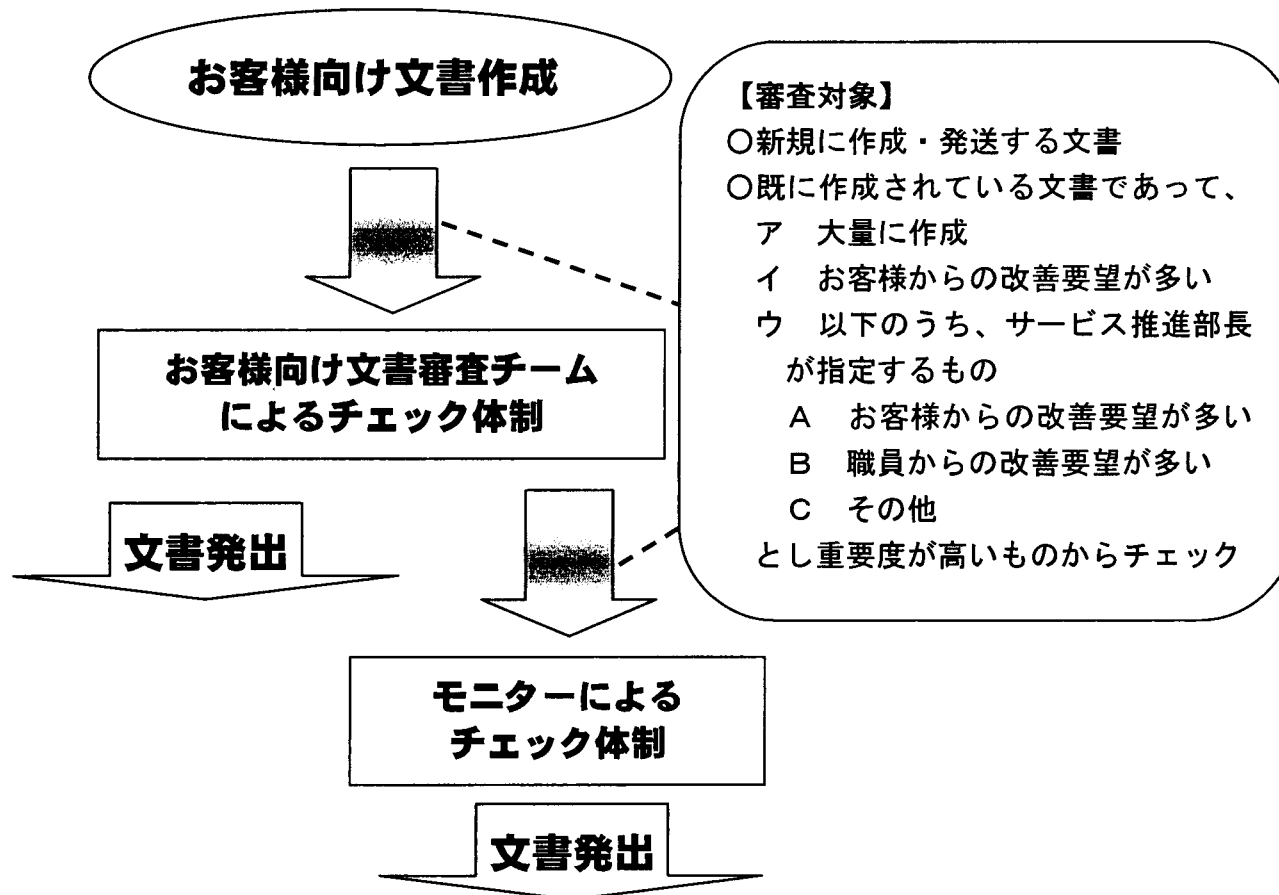 お客様向け文書作成
【審査対象】
○新規に作成・発送する文書
○既に作成されている文書であって、
ア　大量に作成
イ　お客様からの改善要望が多い
ウ　以下のうち、サービス推進部長
が指定するもの
Ａ　お客様からの改善要望が多い
Ｂ　職員からの改善要望が多い
Ｃ　その他
とし重要度が高いものからチェック
お客様向け文書審査チーム
によるチェック体制
文書発出
モニターによる
チェック体制
文書発出